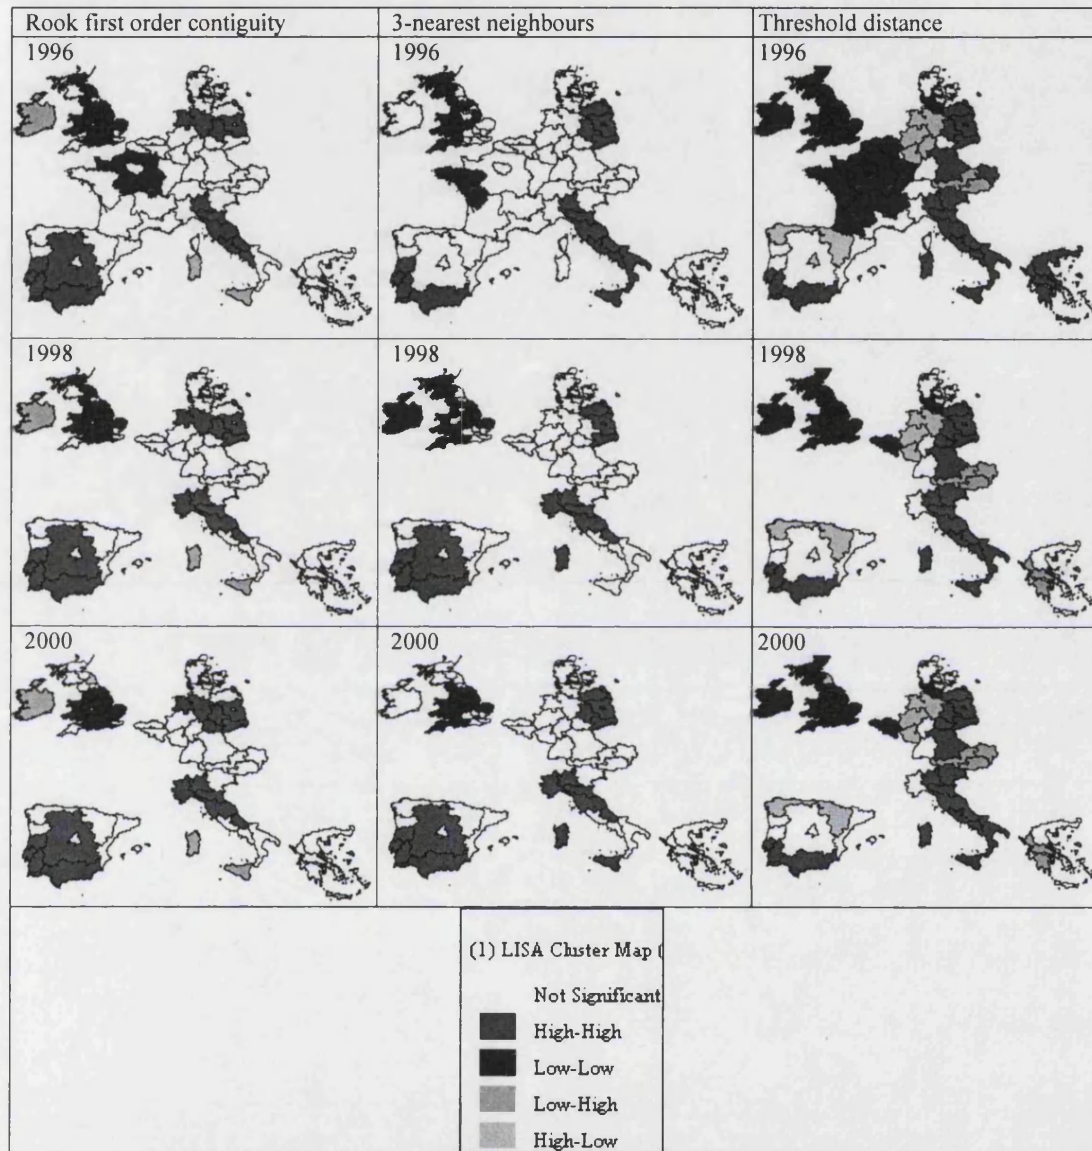 Rook first order contiguity
3-nearest neighbours
Threshold distance
1996
1996
1996
1998
1998
1998
2000
2000
2000
(1) LISA Cluster Map (
Not Significant
High-High
Low-Low
Low-High
High-Low